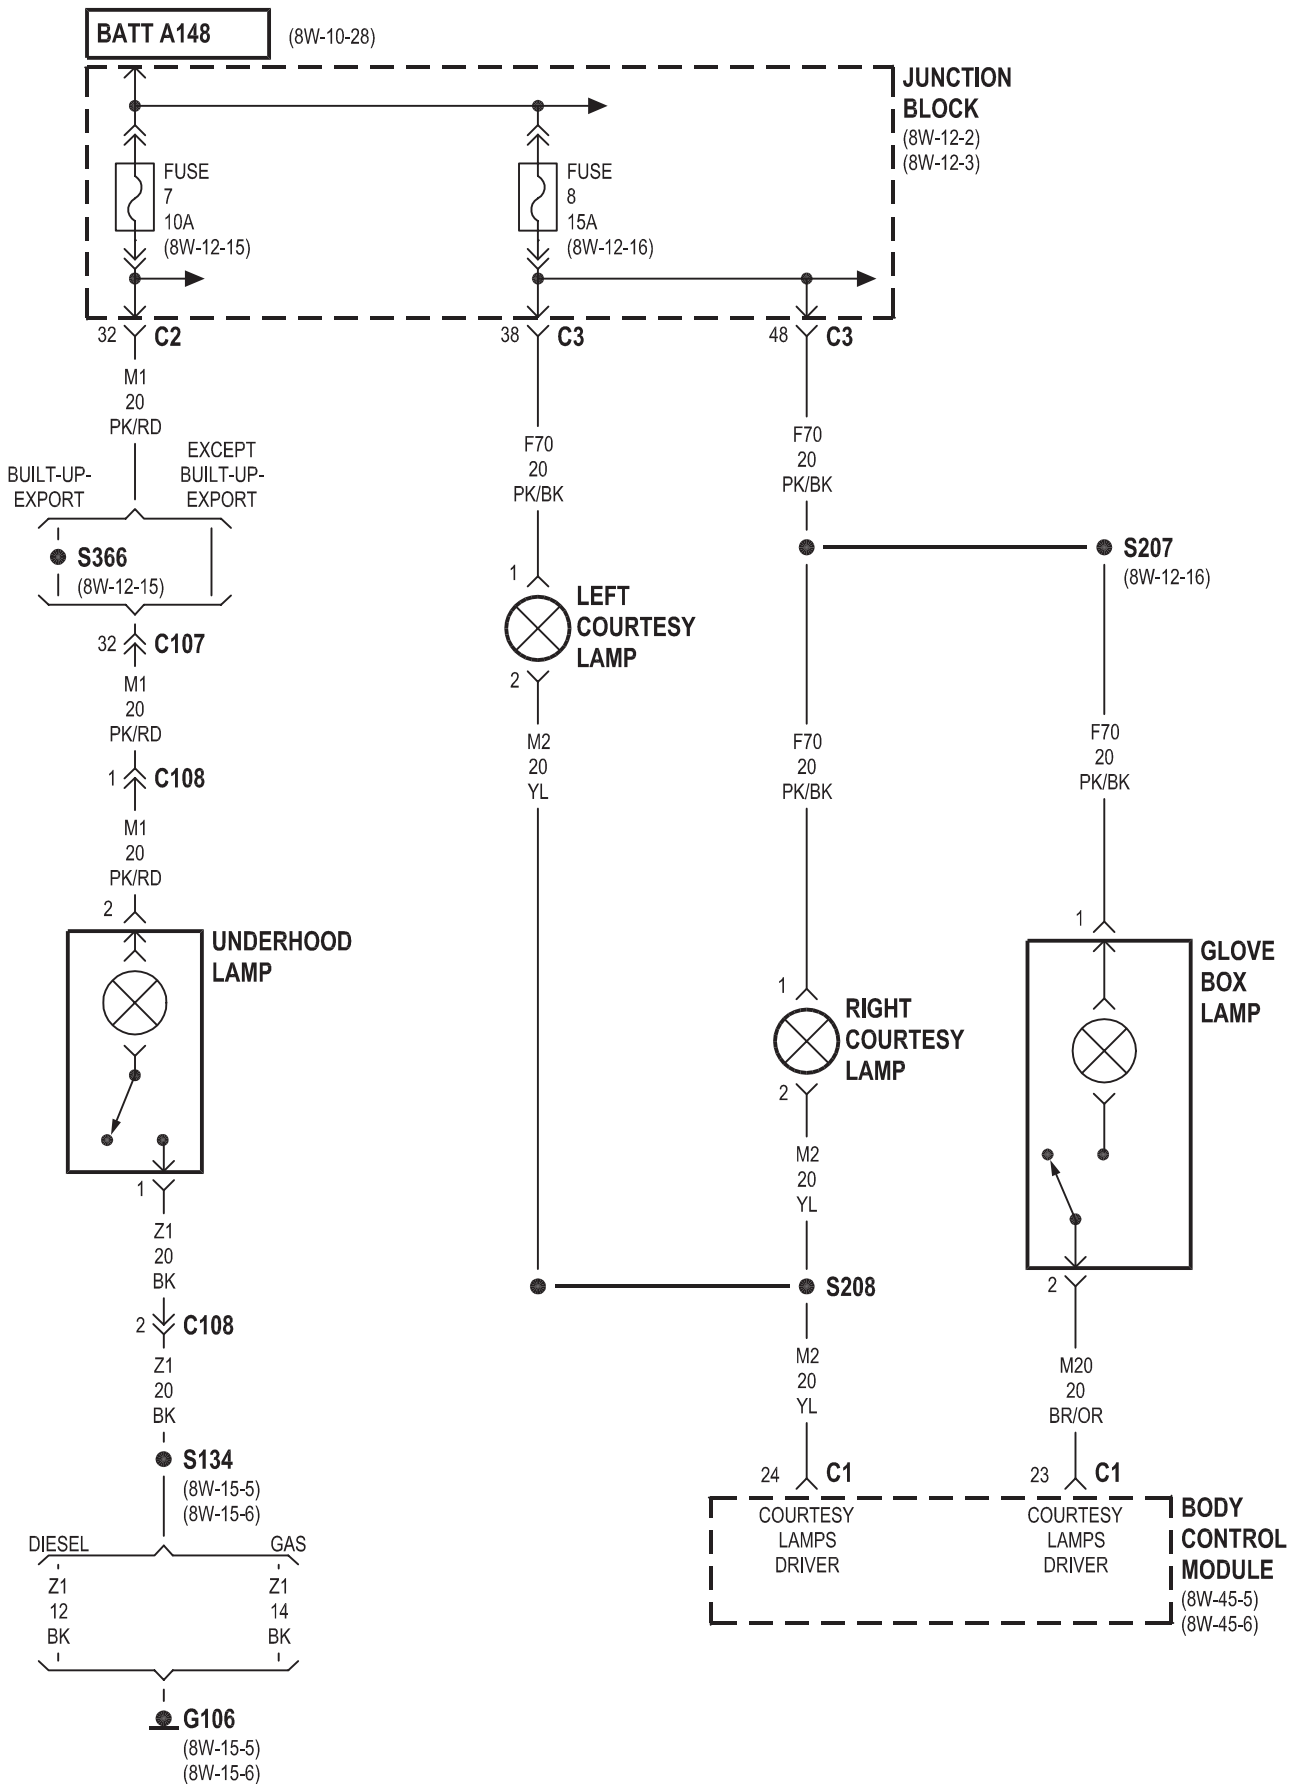 BATT A148
(8W-10-28)
JUNCTION
BLOCK
(8W-12-2)
(8W-12-3)
FUSE
7
10A
(8W-12-15)
FUSE
8
15A
(8W-12-16)
32 C2
38 C3
48 C3
M1
20
PK/RD
F70
20
PK/BK
F70
20
PK/BK
BUILT-UP-
EXPORT
EXCEPT
BUILT-UP-
EXPORT
S366
(8W-12-15)
S207
(8W-12-16)
1
LEFT
COURTESY
LAMP
2
32 C107
M1
20
PK/RD
M2
20
YL
F70
20
PK/BK
F70
20
PK/BK
1 C108
M1
20
PK/RD
2
UNDERHOOD
LAMP
1
GLOVE
BOX
LAMP
1
RIGHT
COURTESY
LAMP
2
M2
20
YL
1
Z1
20
BK
S208
2
2 C108
Z1
20
BK
M2
20
YL
M20
20
BR/OR
S134
(8W-15-5)
(8W-15-6)
24 C1
23 C1
COURTESY
LAMPS
DRIVER
COURTESY
LAMPS
DRIVER
BODY
CONTROL
MODULE
(8W-45-5)
(8W-45-6)
DIESEL
GAS
Z1
12
BK
Z1
14
BK
G106
(8W-15-5)
(8W-15-6)